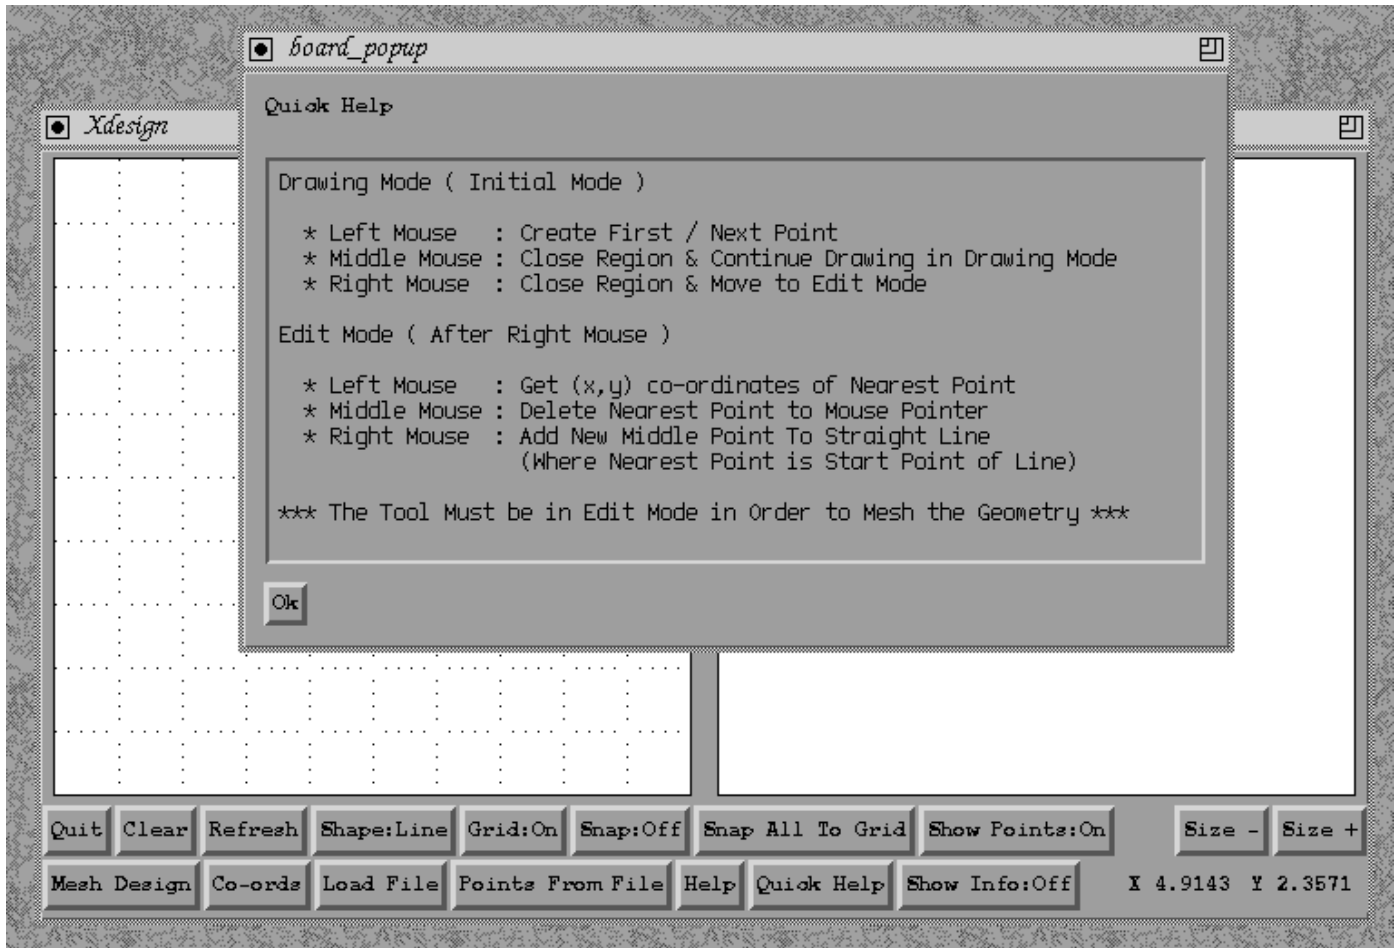 board_popup
Quick Help
Xdesign
Drawing Mode ( Initial Mode )
* Left Mouse : Create First / Next Point
* Middle Mouse : Close Region & Continue Drawing in Drawing Mode
* Right Mouse : Close Region & Move to Edit Mode
Edit Mode ( After Right Mouse )
* Left Mouse : Get (x,y) co-ordinates of Nearest Point
* Middle Mouse : Delete Nearest Point to Mouse Pointer
* Right Mouse : Add New Middle Point To Straight Line
(Where Nearest Point is Start Point of Line)
*** The Tool Must be in Edit Mode in Order to Mesh the Geometry ***
Ok
Quit Clear Refresh Shape:Line Grid:On Snap:Off Snap All To Grid Show Points:On Size - Size +
Mesh Design Co-ords Load File Points From File Help Quick Help Show Info:Off X 4.9143 Y 2.3571